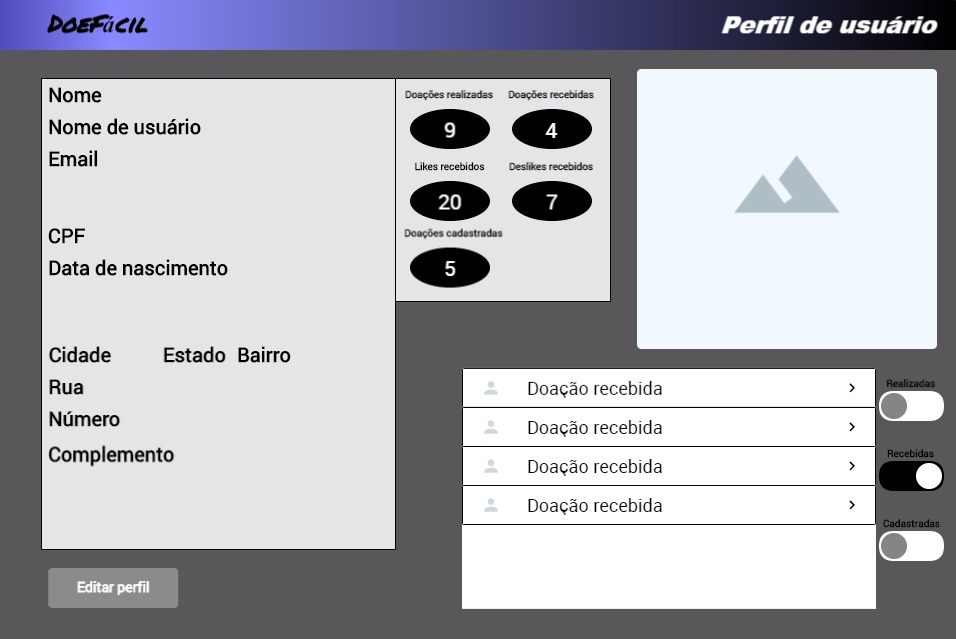 DoeFácil
Perfil de usuário
Nome
Nome de usuário
Email
CPF
Data de nascimento
Cidade Estado Bairro
Rua
Número
Complemento
Editar perfil
Doações realizadas Doações recebidas
9 4
Likes recebidos Deslikes recebidos
20 7
Doações cadastradas
5
Doação recebida
Doação recebida
Doação recebida
Doação recebida
Realizadas
Recebidas
Cadastradas